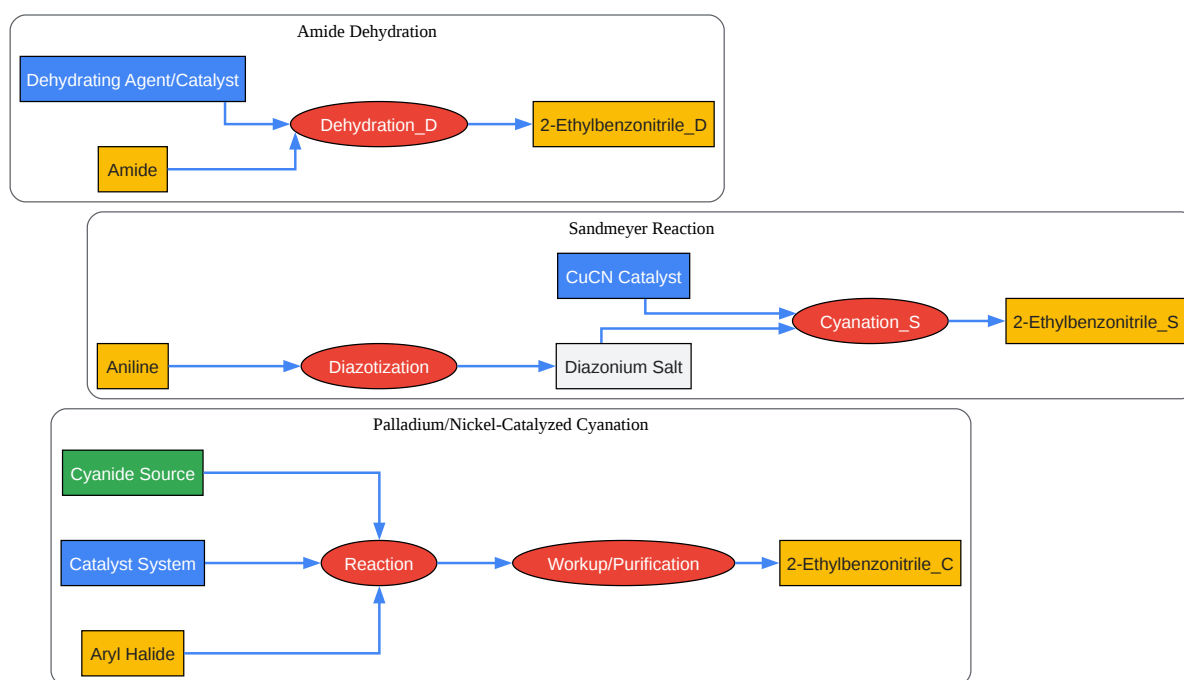 Amide Dehydration
Dehydrating Agent/Catalyst
Dehydration_D
2-Ethylbenzonitrile_D
Amide
Sandmeyer Reaction
CuCN Catalyst
Cyanation_S
2-Ethylbenzonitrile_S
Aniline
Diazotization
Diazonium Salt
Palladium/Nickel-Catalyzed Cyanation
Cyanide Source
Catalyst System
Reaction
Workup/Purification
2-Ethylbenzonitrile_C
Aryl Halide